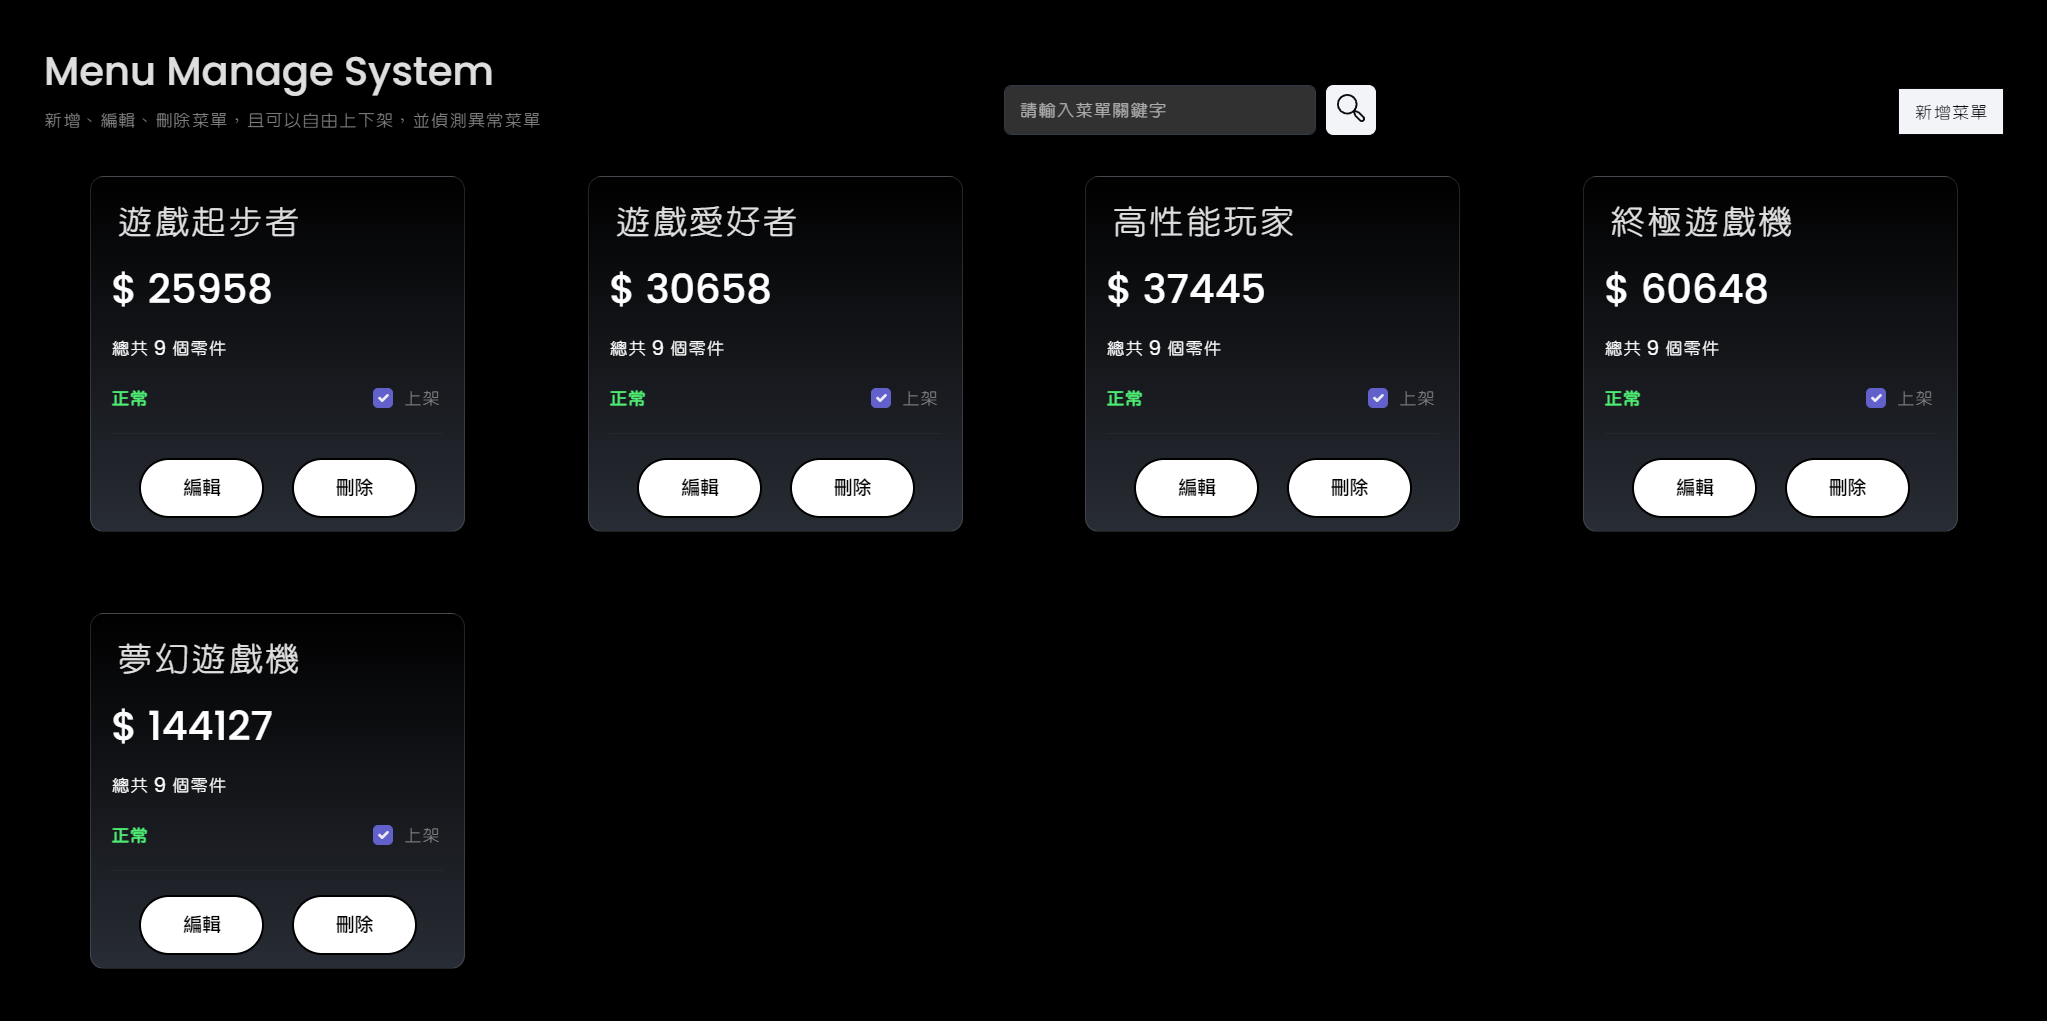 Menu Manage System
新增、編輯、刪除菜單，且可以自由上下架，並偵測異常菜單
請輸入菜單關鍵字
新增菜單
遊戲起步者
$ 25958
總共 9 個零件
正常
上架
編輯
刪除
遊戲愛好者
$ 30658
總共 9 個零件
正常
上架
編輯
刪除
高性能玩家
$ 37445
總共 9 個零件
正常
上架
編輯
刪除
終極遊戲機
$ 60648
總共 9 個零件
正常
上架
編輯
刪除
夢幻遊戲機
$ 144127
總共 9 個零件
正常
上架
編輯
刪除